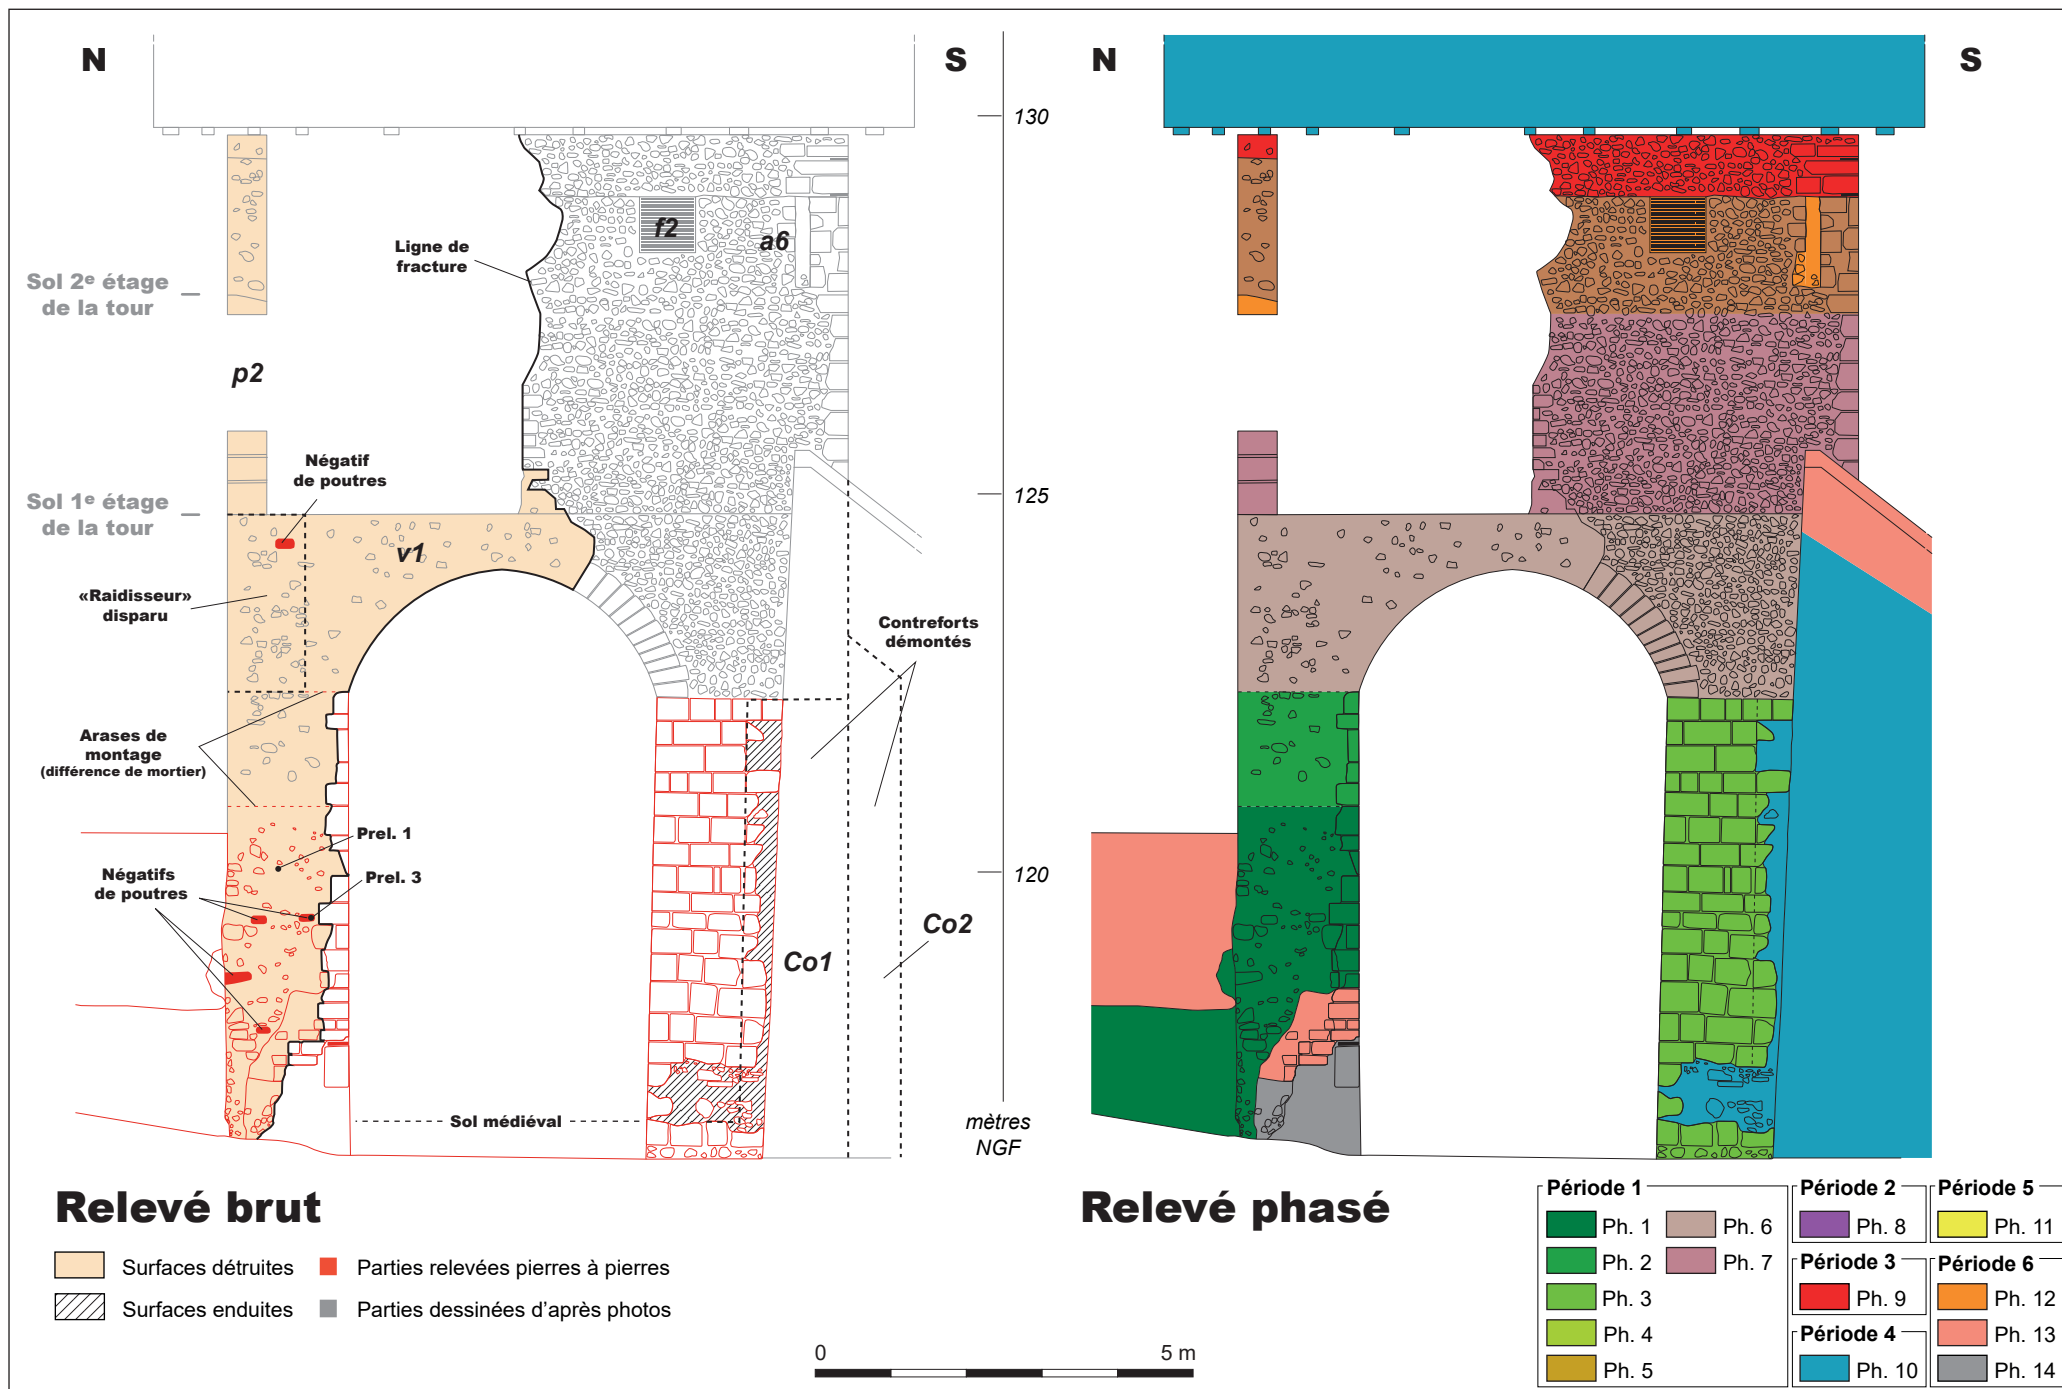 N
S
N
S
130
f2
a6
Ligne de
fracture
Sol 2e étage
de la tour
p2
Négatif
de poutres
Sol 1e étage
de la tour
125
v1
«Raidisseur»
disparu
Contreforts
démontés
Arases de
montage
(différence de mortier)
Prel. 1
Négatifs
de poutres
Prel. 3
120
Co2
Co1
Sol médiéval
mètres
NGF
Relevé brut
Surfaces détruites
Parties relevées pierres à pierres
Surfaces enduites
Parties dessinées d'après photos
0
5 m
Relevé phasé
Période 1
Ph. 1
Ph. 6
Ph. 2
Ph. 7
Ph. 3
Ph. 4
Ph. 5
Période 2
Ph. 8
Période 3
Ph. 9
Période 4
Ph. 10
Période 5
Ph. 11
Période 6
Ph. 12
Ph. 13
Ph. 14